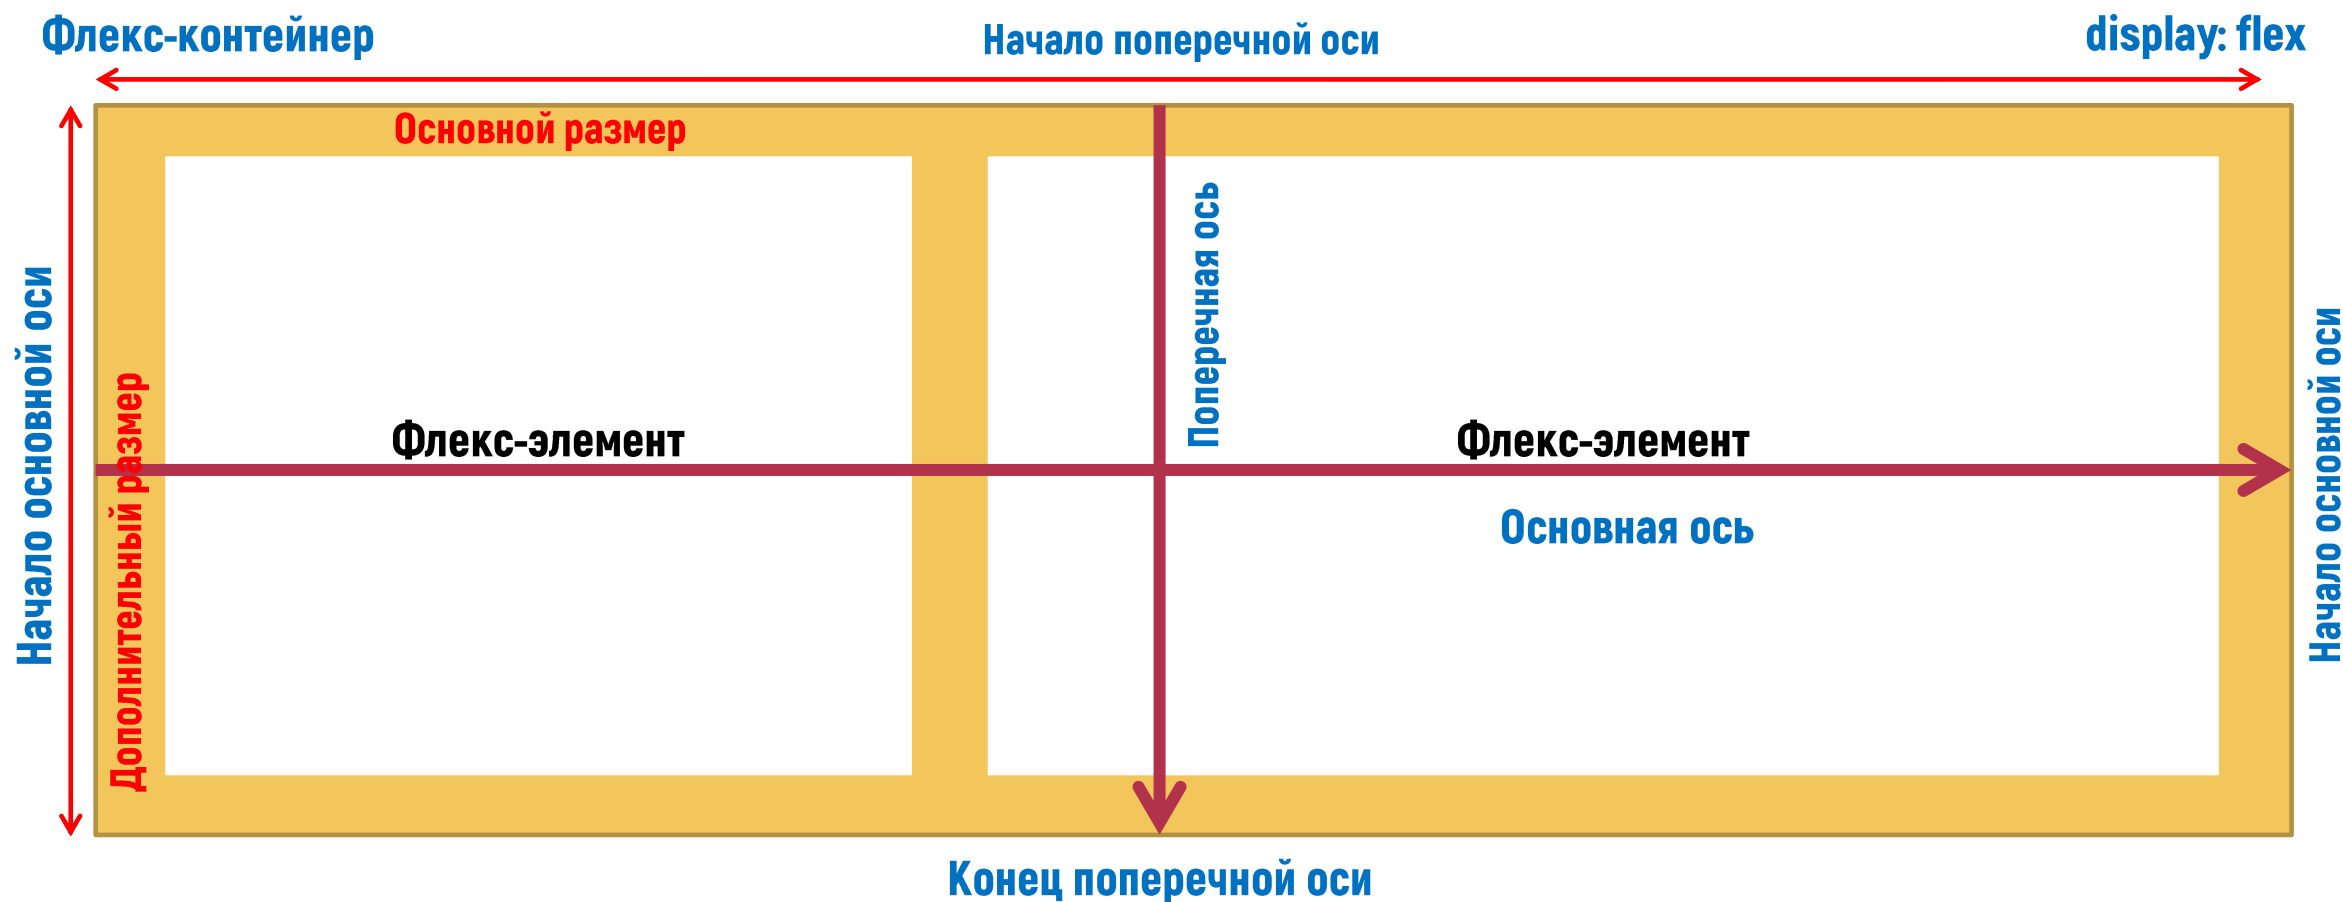 Флекс-контейнер
Начало поперечной оси
display: flex
Основной размер
Начало основной оси
Дополнительный размер
Поперечная ось
Флекс-элемент
Флекс-элемент
Основная ось
Начало основной оси
Конец поперечной оси